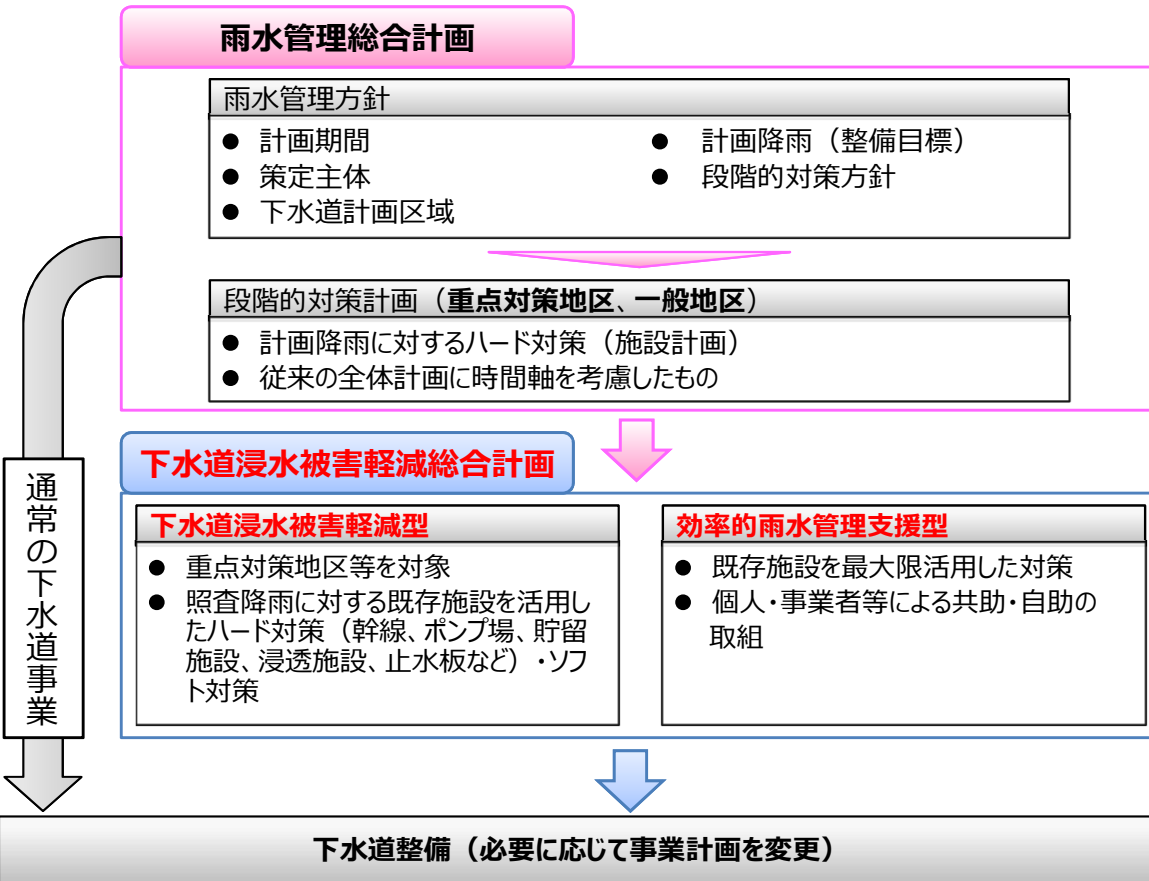 雨水管理総合計画
雨水管理方針
● 計画期間
● 策定主体
● 下水道計画区域
● 計画降雨（整備目標）
● 段階的対策方針
段階的対策計画（重点対策地区、一般地区）
● 計画降雨に対するハード対策（施設計画）
● 従来の全体計画に時間軸を考慮したもの
通常の下水道事業
下水道浸水被害軽減総合計画
下水道浸水被害軽減型
● 重点対策地区等を対象
● 照査降雨に対する既存施設を活用し
たハード対策（幹線、ポンプ場、貯留
施設、浸透施設、止水板など）・ソフ
ト対策
効率的雨水管理支援型
● 既存施設を最大限活用した対策
● 個人・事業者等による共助・自助の
取組
下水道整備（必要に応じて事業計画を変更）